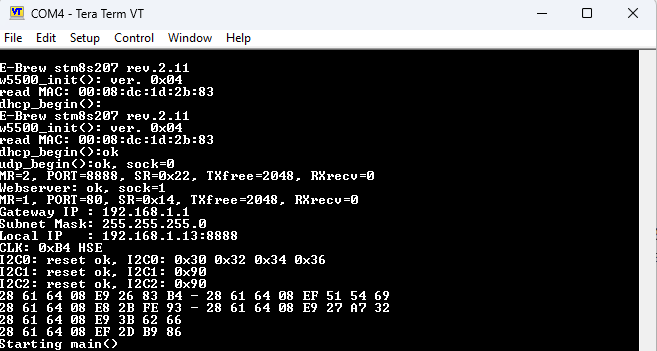 COM4 - Tera Term VT
File Edit Setup Control Window Help
E-Brew stm8s207 rev.2.11
w5500_init(): ver. 0x04
read MAC: 00:08:dc:1d:2b:83
dhcp_begin():
E-Brew stm8s207 rev.2.11
w5500_init(): ver. 0x04
read MAC: 00:08:dc:1d:2b:83
dhcp_begin():ok
udp_begin():ok, sock=0
MR=2, PORT=8888, SR=0x22, TXfree=2048, RXrecv=0
Webserver: ok, sock=1
MR=1, PORT=80, SR=0x14, TXfree=2048, RXrecv=0
Gateway IP : 192.168.1.1
Subnet Mask: 255.255.255.0
Local IP   : 192.168.1.13:8888
CLK: 0xB4 HSE
I2C0: reset ok, I2C0: 0x30 0x32 0x34 0x36
I2C1: reset ok, I2C1: 0x90
I2C2: reset ok, I2C2: 0x90
28 61 64 08 E9 26 83 B4 - 28 61 64 08 EF 51 54 69
28 61 64 08 E8 2B FE 93 - 28 61 64 08 E9 27 A7 32
28 61 64 08 E9 3B 62 66
28 61 64 08 EF 2D B9 86
Starting main()